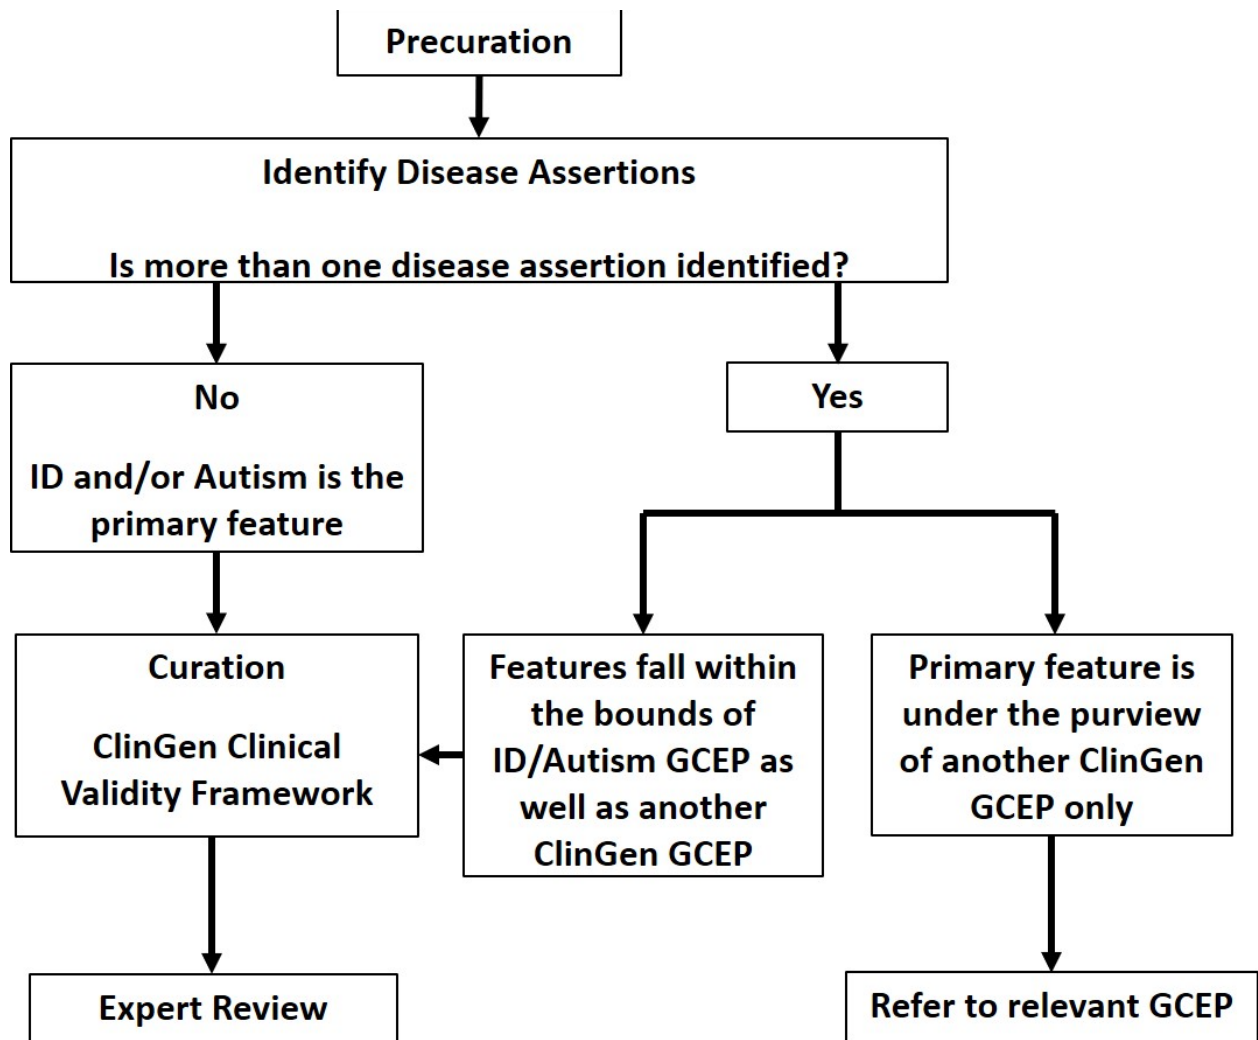 Precuration
Identify Disease Assertions
Is more than one disease assertion identified?
No
ID and/or Autism is the
primary feature
Yes
Curation
ClinGen Clinical
Validity Framework
Features fall within
the bounds of
ID/Autism GCEP as
well as another
ClinGen GCEP
Primary feature is
under the purview
of another ClinGen
GCEP only
Expert Review
Refer to relevant GCEP